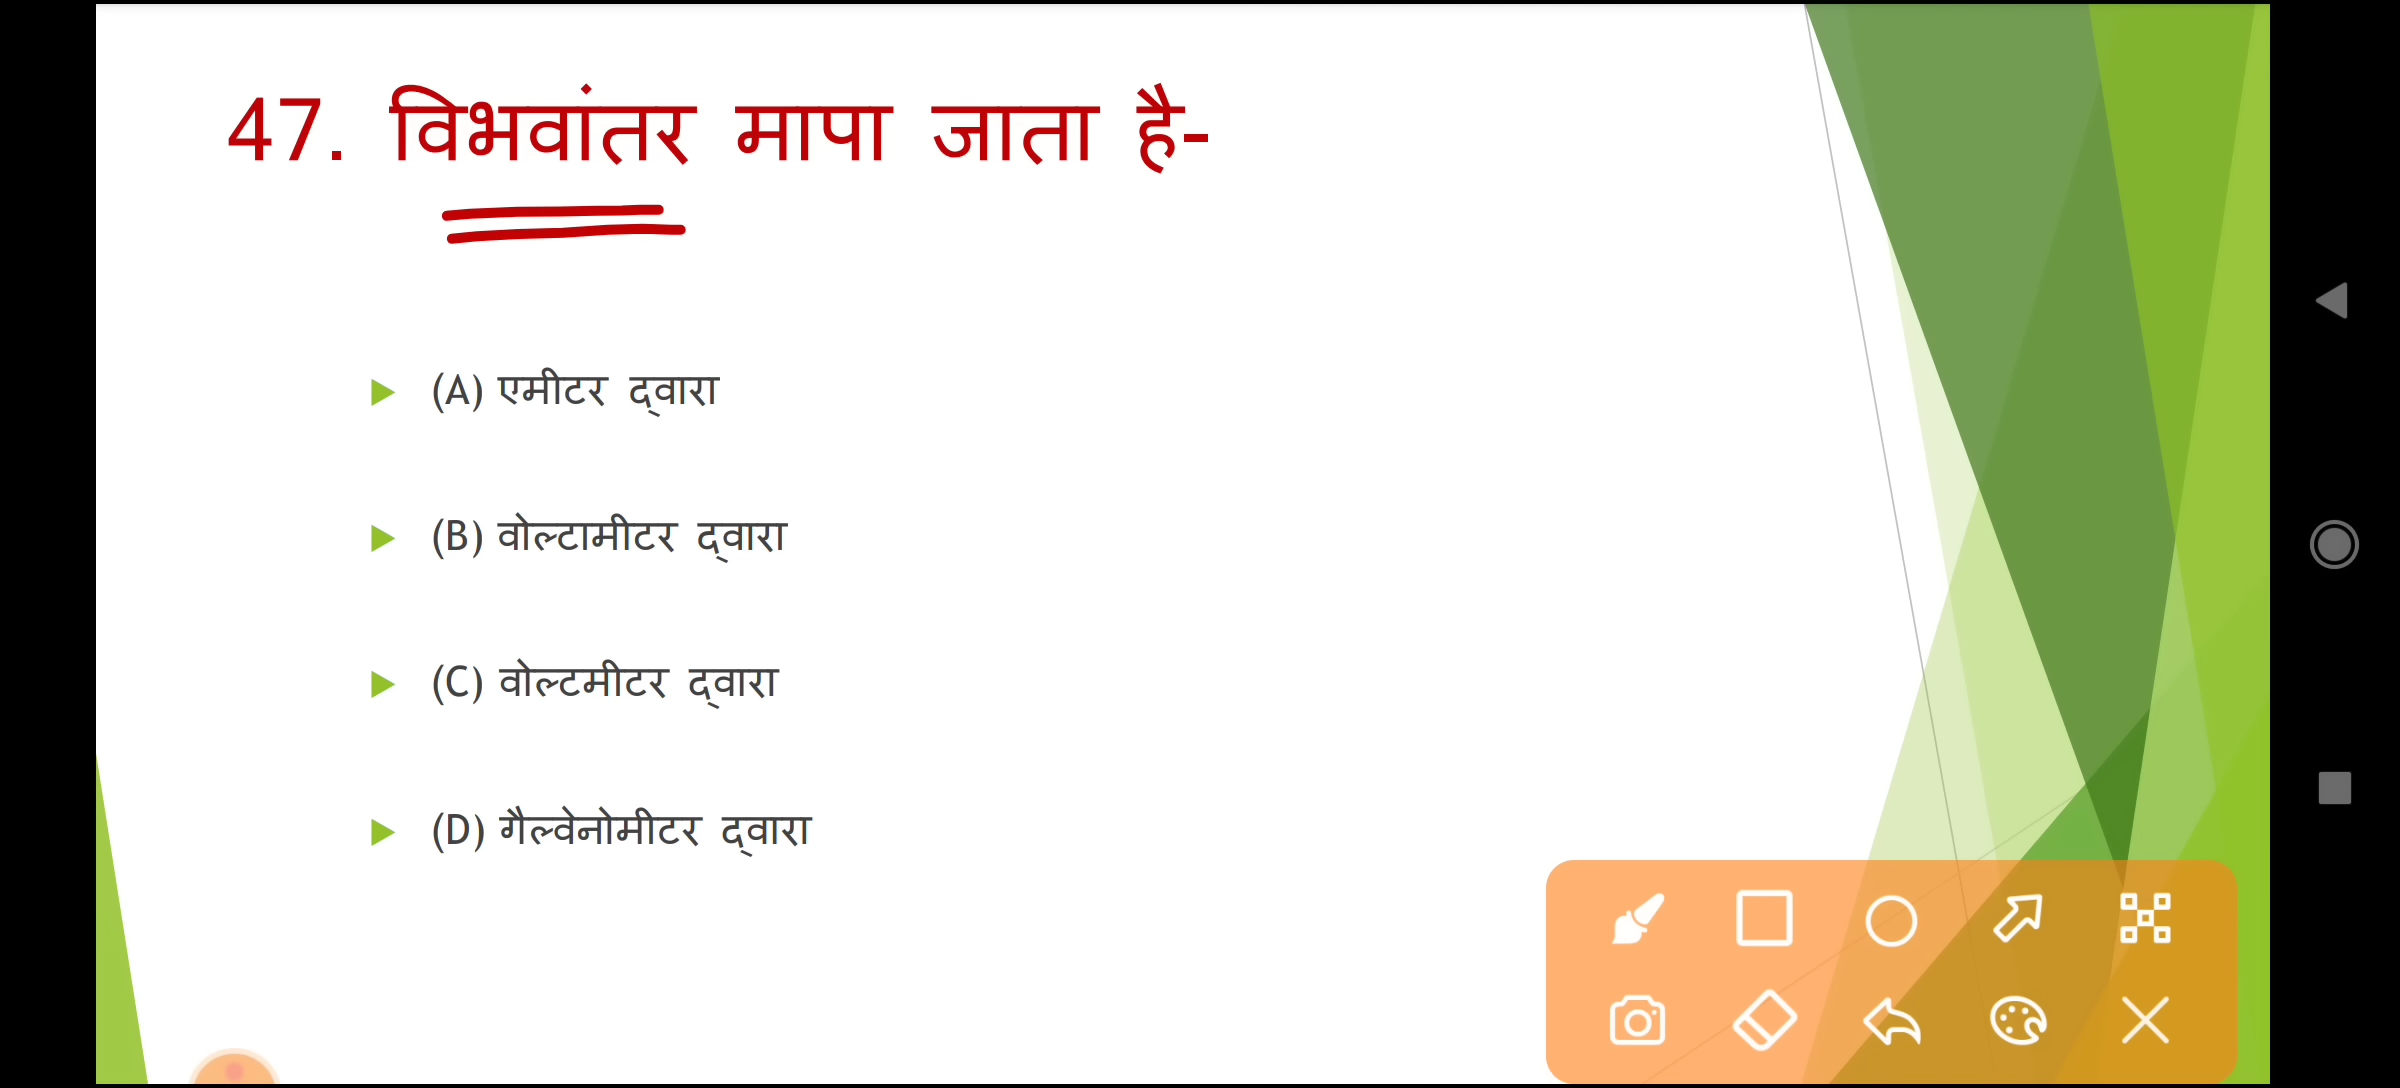 47. विभवांतर मापा जाता है-
(A) एमीटर द्वारा
(B) वोल्टामीटर द्वारा
(C) वोल्टमीटर द्वारा
(D) गैल्वेनोमीटर द्वारा